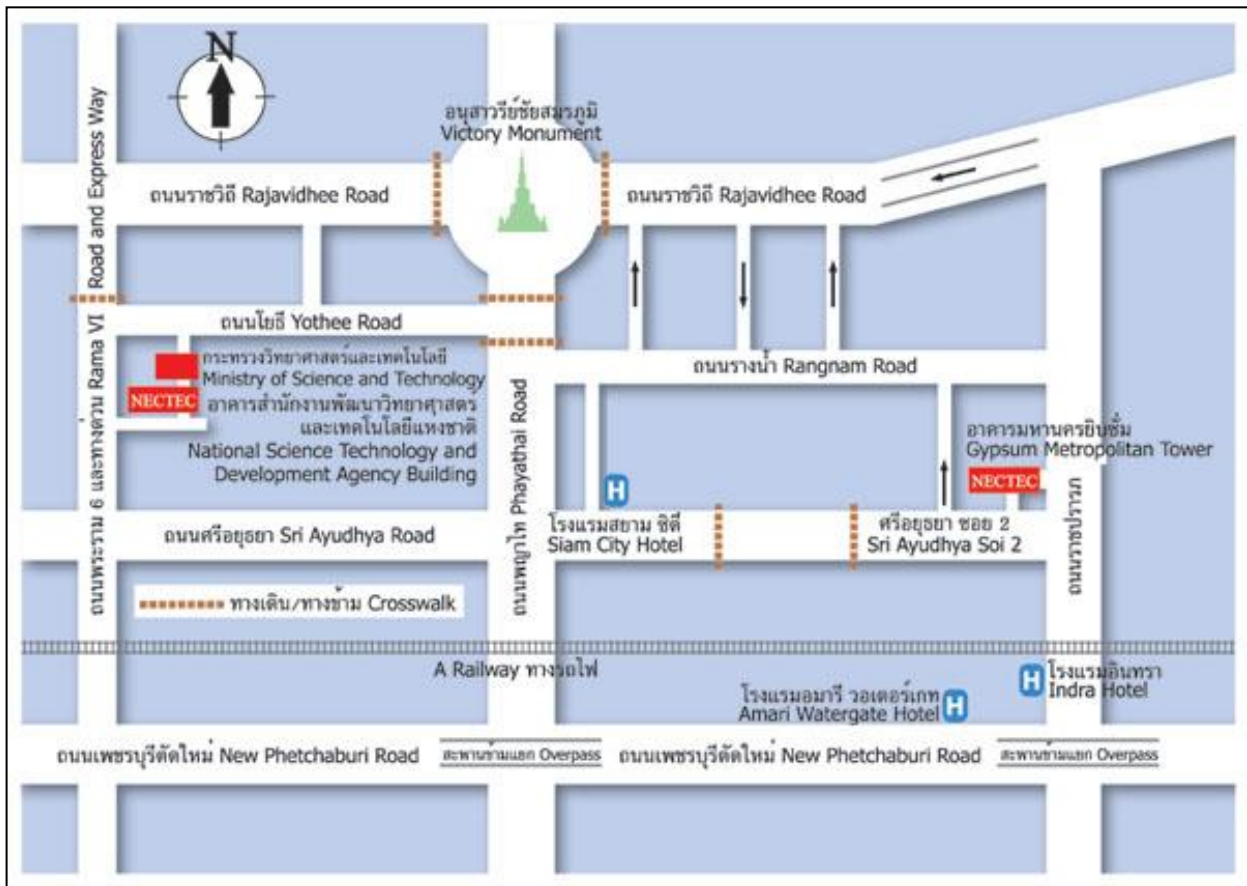 N
อนุสาวรีย์ชัยสมรภูมิ
Victory Monument
ถนนราชวิถี Rajavidhee Road
ถนนราชวิถี Rajavidhee Road
ถนนพระราม 6 และทางด่วน Rama VI Road and Express Way
ถนนโยธี Yothee Road
กระทรวงวิทยาศาสตร์และเทคโนโลยี
Ministry of Science and Technology
NECTEC
อาคารสำนักงานพัฒนาวิทยาศาสตร์
และเทคโนโลยีแห่งชาติ
National Science Technology and
Development Agency Building
ถนนพญาไท Phayathai Road
ถนนรางน้ำ Rangnam Road
อาคารมหานครยิบซั่ม
Gypsum Metropolitan Tower
NECTEC
ถนนราชปรารภ
ถนนศรีอยุธยา Sri Ayudhya Road
H
โรงแรมสยาม ซิตี
Siam City Hotel
ศรีอยุธยา ซอย 2
Sri Ayudhya Soi 2
ทางเดิน/ทางข้าม Crosswalk
A Railway ทางรถไฟ
โรงแรมอมารี วอเตอร์เกท
Amari Watergate Hotel
H
H
โรงแรมอินทรา
Indra Hotel
ถนนเพชรบุรีตัดใหม่ New Phetchaburi Road
สะพานข้ามแยก Overpass
ถนนเพชรบุรีตัดใหม่ New Phetchaburi Road
สะพานข้ามแยก Overpass